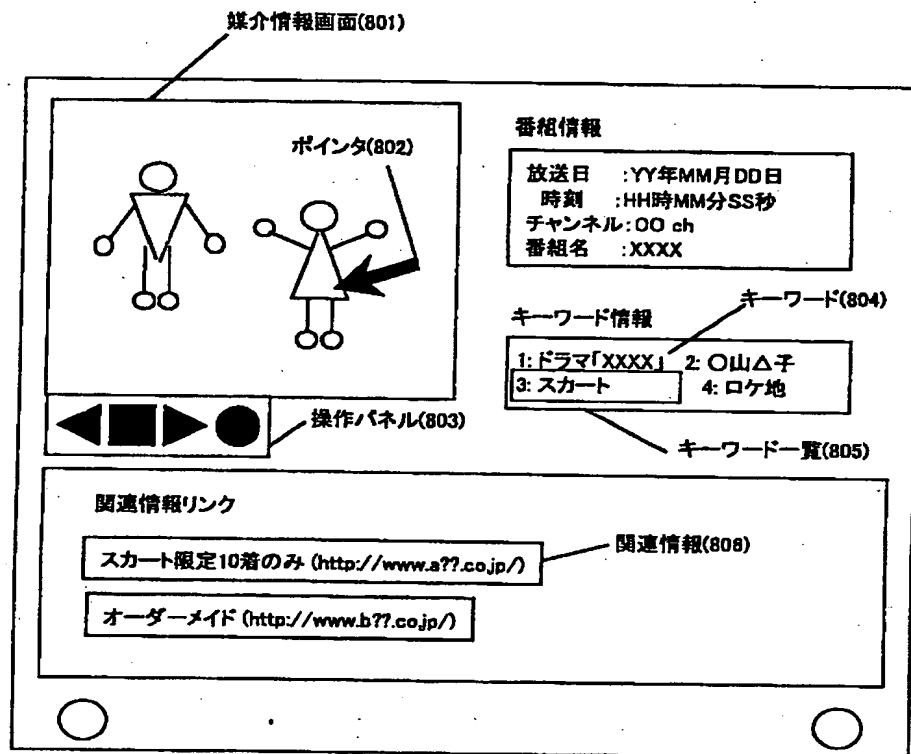 媒介情報画面(801)
ポインタ(802)
番組情報
放送日 :YY年MM月DD日
時刻 :HH時MM分SS秒
チャンネル:OO ch
番組名 :XXXX
キーワード(804)
キーワード情報
1: ドラマ「XXXX」 2: 〇山△子
3: スカート 4: ロケ地
操作パネル(803)
キーワード一覧(805)
関連情報リンク
関連情報(806)
スカート限定10着のみ (http://www.a??.co.jp/)
オーダーメイド (http://www.b??.co.jp/)